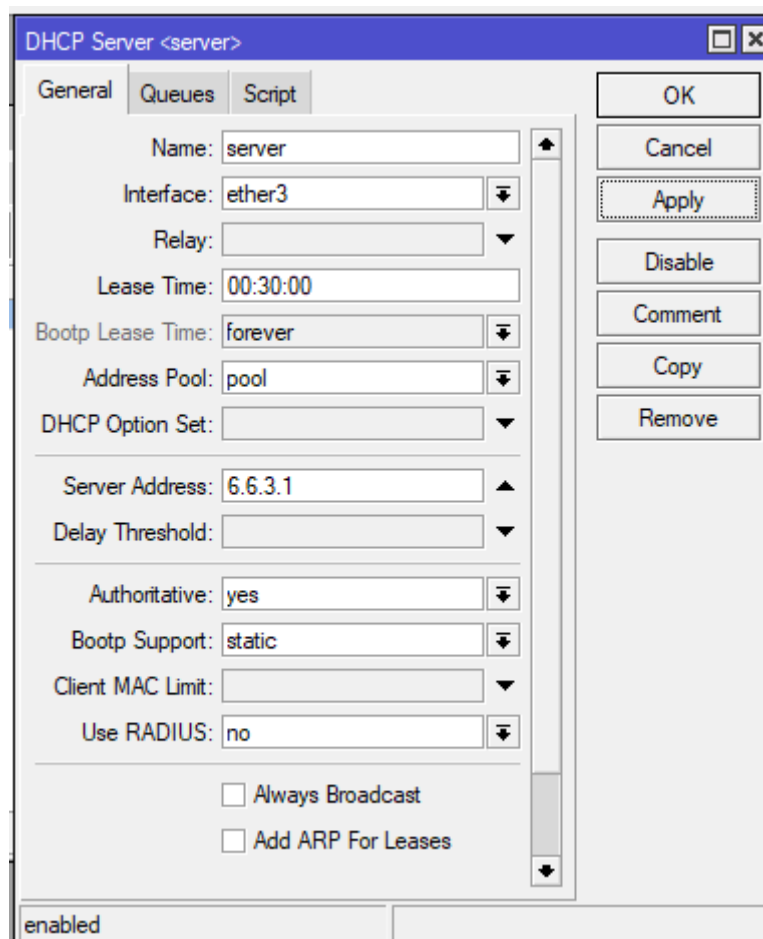 DHCP Server <server>
General Queues Script
Name: server
Interface: ether3
Relay:
Lease Time: 00:30:00
Bootp Lease Time: forever
Address Pool: pool
DHCP Option Set:
Server Address: 6.6.3.1
Delay Threshold:
Authoritative: yes
Bootp Support: static
Client MAC Limit:
Use RADIUS: no
Always Broadcast
Add ARP For Leases
OK
Cancel
Apply
Disable
Comment
Copy
Remove
enabled